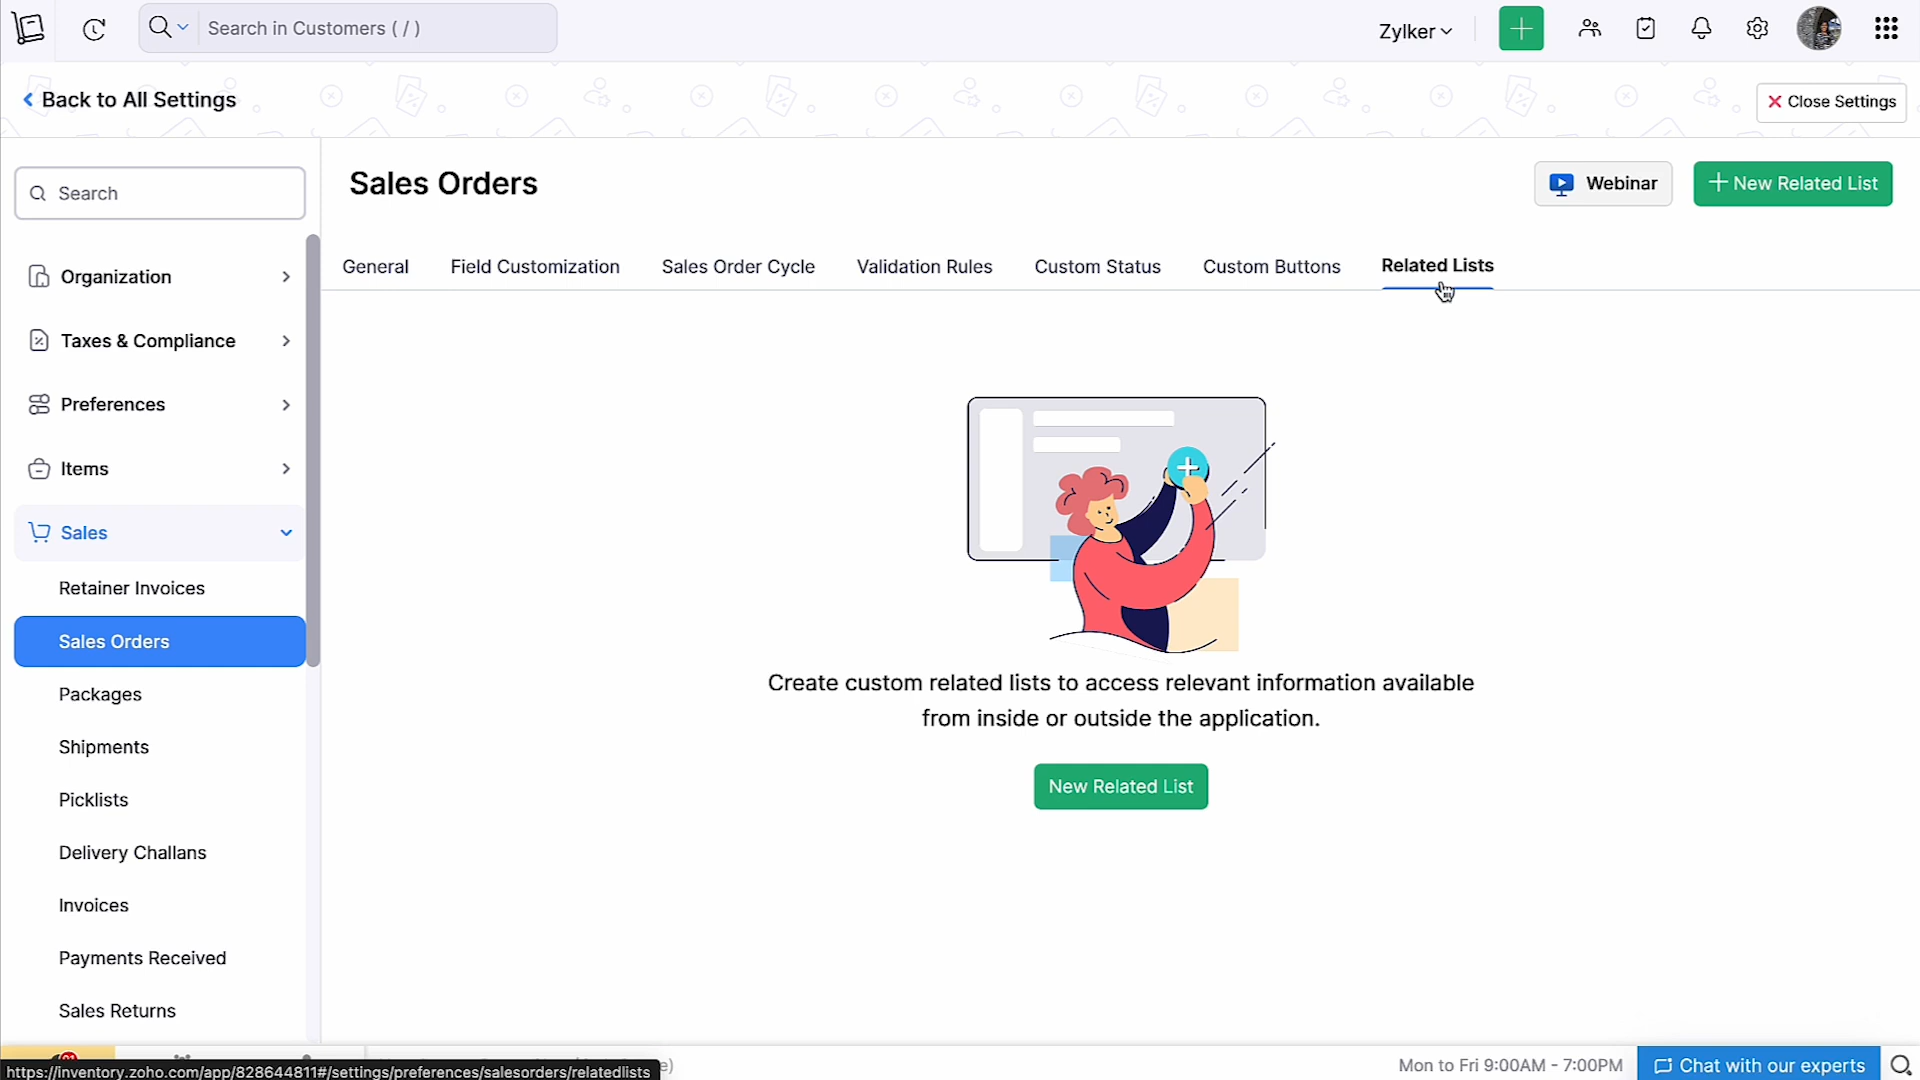 Search in Customers ( / )
Zylker
Back to All Settings
Close Settings
Search
Sales Orders
Webinar
New Related List
General
Field Customization
Sales Order Cycle
Validation Rules
Custom Status
Custom Buttons
Related Lists
Organization
Taxes & Compliance
Preferences
Items
Sales
Retainer Invoices
Sales Orders
Packages
Shipments
Picklists
Delivery Challans
Invoices
Payments Received
Sales Returns
Create custom related lists to access relevant information available
from inside or outside the application.
New Related List
https://inventory.zoho.com/app/828644811#/settings/preferences/salesorders/relatedlists
Mon to Fri 9:00AM - 7:00PM
Chat with our experts